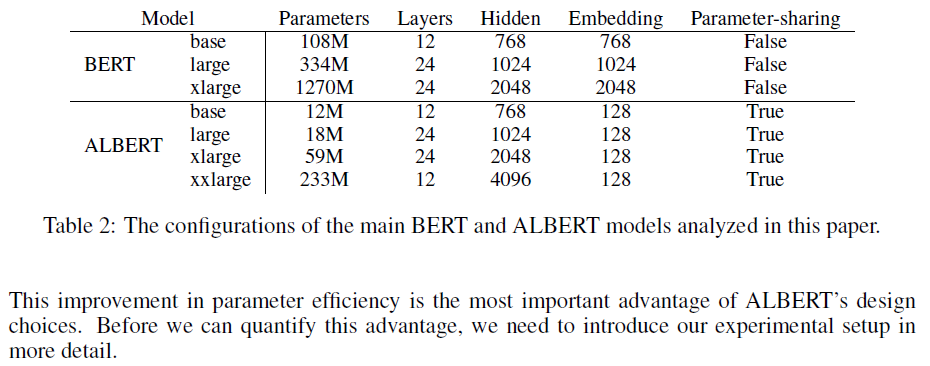 Model Parameters Layers Hidden Embedding Parameter-sharing
base 108M 12 768 768 False
BERT large 334M 24 1024 1024 False
xlarge 1270M 24 2048 2048 False
base 12M 12 768 128 True
large 18M 24 1024 128 True
ALBERT
xlarge 59M 24 2048 128 True
xxlarge 233M 12 4096 128 True
Table 2: The configurations of the main BERT and ALBERT models analyzed in this paper.
This improvement in parameter efficiency is the most important advantage of ALBERT's design
choices. Before we can quantify this advantage, we need to introduce our experimental setup in
more detail.